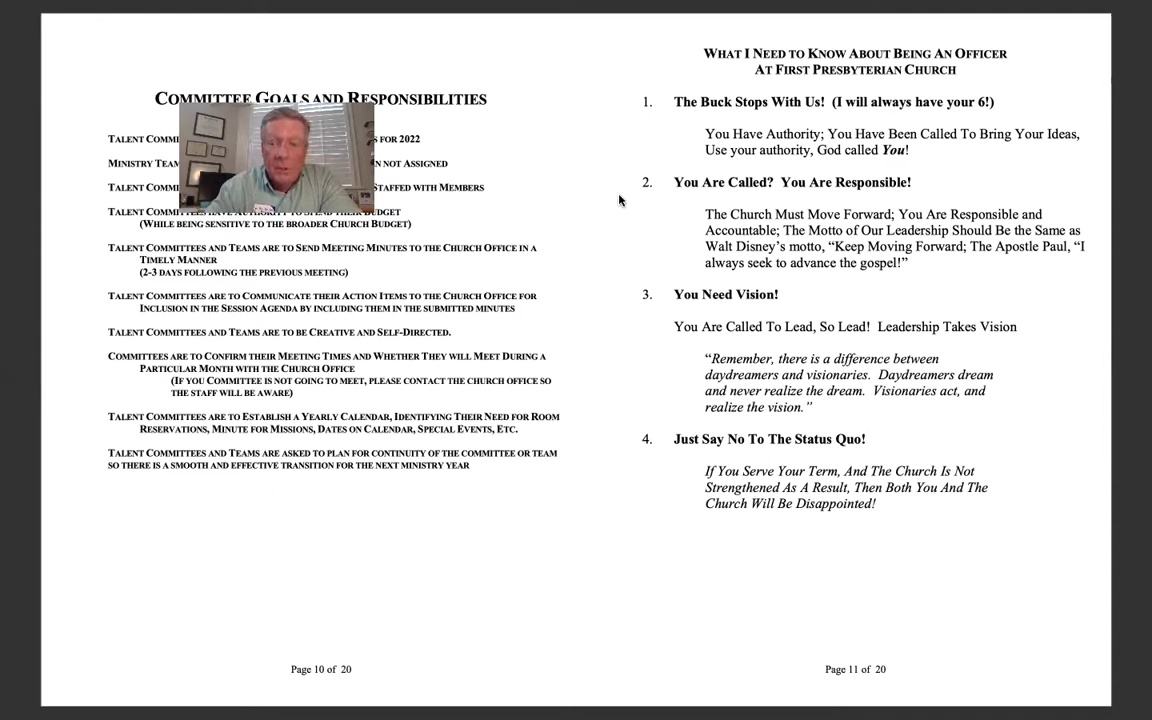 COMMITTEE GOALS AND RESPONSIBILITIES
TALENT COMMI S FOR 2022
MINISTRY TEAM N NOT ASSIGNED
TALENT COMMI STAFFED WITH MEMBERS
TALENT COMMITTEES HAVE AUTHORITY TO SPEND THEIR BUDGET
(WHILE BEING SENSITIVE TO THE BROADER CHURCH BUDGET)
TALENT COMMITTEES AND TEAMS ARE TO SEND MEETING MINUTES TO THE CHURCH OFFICE IN A
TIMELY MANNER
(2-3 DAYS FOLLOWING THE PREVIOUS MEETING)
TALENT COMMITTEES ARE TO COMMUNICATE THEIR ACTION ITEMS TO THE CHURCH OFFICE FOR
INCLUSION IN THE SESSION AGENDA BY INCLUDING THEM IN THE SUBMITTED MINUTES
TALENT COMMITTEES AND TEAMS ARE TO BE CREATIVE AND SELF-DIRECTED.
COMMITTEES ARE TO CONFIRM THEIR MEETING TIMES AND WHETHER THEY WILL MEET DURING A
PARTICULAR MONTH WITH THE CHURCH OFFICE
(IF YOU COMMITTEE IS NOT GOING TO MEET, PLEASE CONTACT THE CHURCH OFFICE SO
THE STAFF WILL BE AWARE)
TALENT COMMITTEES ARE TO ESTABLISH A YEARLY CALENDAR, IDENTIFYING THEIR NEED FOR ROOM
RESERVATIONS, MINUTE FOR MISSIONS, DATES ON CALENDAR, SPECIAL EVENTS, ETC.
TALENT COMMITTEES AND TEAMS ARE ASKED TO PLAN FOR CONTINUITY OF THE COMMITTEE OR TEAM
SO THERE IS A SMOOTH AND EFFECTIVE TRANSITION FOR THE NEXT MINISTRY YEAR
Page 10 of 20
WHAT I NEED TO KNOW ABOUT BEING AN OFFICER
AT FIRST PRESBYTERIAN CHURCH
1. The Buck Stops With Us! (I will always have your 6!)
You Have Authority; You Have Been Called To Bring Your Ideas,
Use your authority, God called You!
2. You Are Called? You Are Responsible!
The Church Must Move Forward; You Are Responsible and
Accountable; The Motto of Our Leadership Should Be the Same as
Walt Disney’s motto, “Keep Moving Forward; The Apostle Paul, “I
always seek to advance the gospel!”
3. You Need Vision!
You Are Called To Lead, So Lead! Leadership Takes Vision
“Remember, there is a difference between
daydreamers and visionaries. Daydreamers dream
and never realize the dream. Visionaries act, and
realize the vision.”
4. Just Say No To The Status Quo!
If You Serve Your Term, And The Church Is Not
Strengthened As A Result, Then Both You And The
Church Will Be Disappointed!
Page 11 of 20